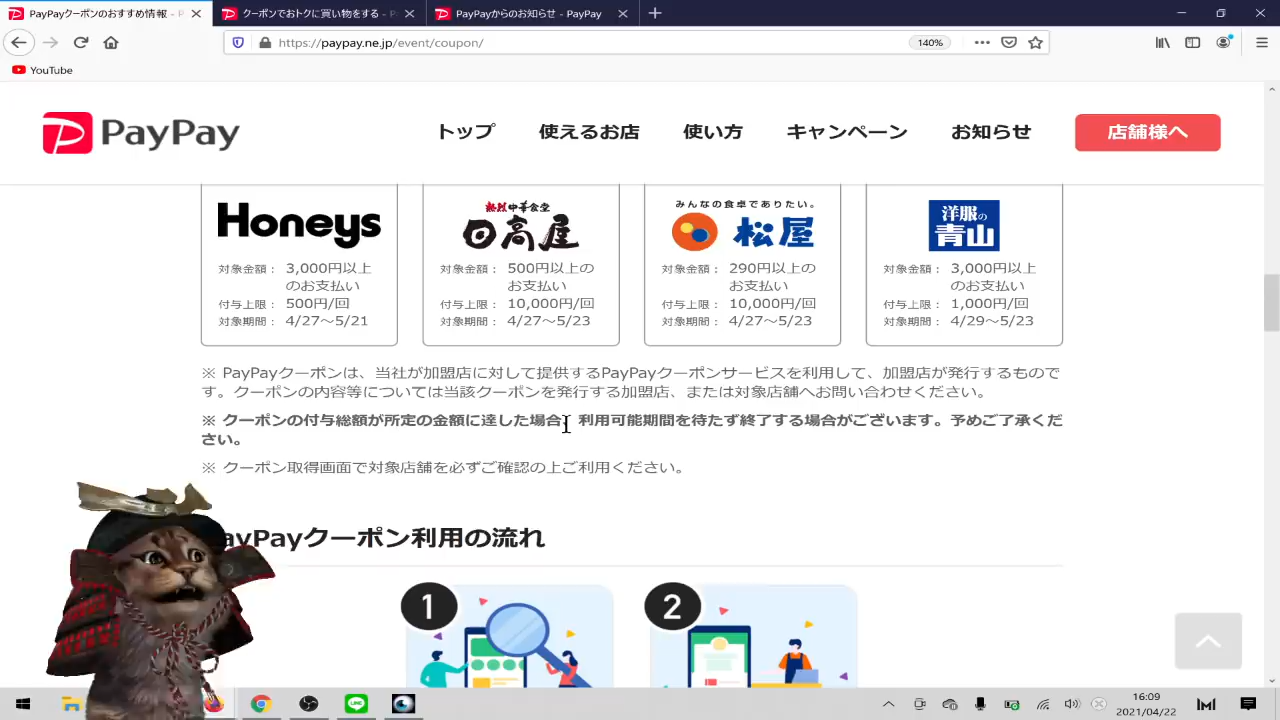 PayPayクーポンのおすすめ情報 - P
クーポンでおトクに買い物をする - P
PayPayからのお知らせ - PayPay
https://paypay.ne.jp/event/coupon/
140%
YouTube
PayPay
トップ
使えるお店
使い方
キャンペーン
お知らせ
店舗様へ
Honeys
対象金額： 3,000円以上
のお支払い
付与上限： 500円/回
対象期間： 4/27～5/21
熱烈中華食堂
日高屋
対象金額： 500円以上の
お支払い
付与上限： 10,000円/回
対象期間： 4/27～5/23
みんなの食卓でありたい。
松屋
対象金額： 290円以上の
お支払い
付与上限： 10,000円/回
対象期間： 4/27～5/23
洋服の
青山
対象金額： 3,000円以上
のお支払い
付与上限： 1,000円/回
対象期間： 4/29～5/23
※ PayPayクーポンは、当社が加盟店に対して提供するPayPayクーポンサービスを利用して、加盟店が発行するもので
す。クーポンの内容等については当該クーポンを発行する加盟店、または対象店舗へお問い合わせください。
※ クーポンの付与総額が所定の金額に達した場合、利用可能期間を待たず終了する場合がございます。予めご了承くだ
さい。
※ クーポン取得画面で対象店舗を必ずご確認の上ご利用ください。
ayPayクーポン利用の流れ
1
2
16:09
2021/04/22